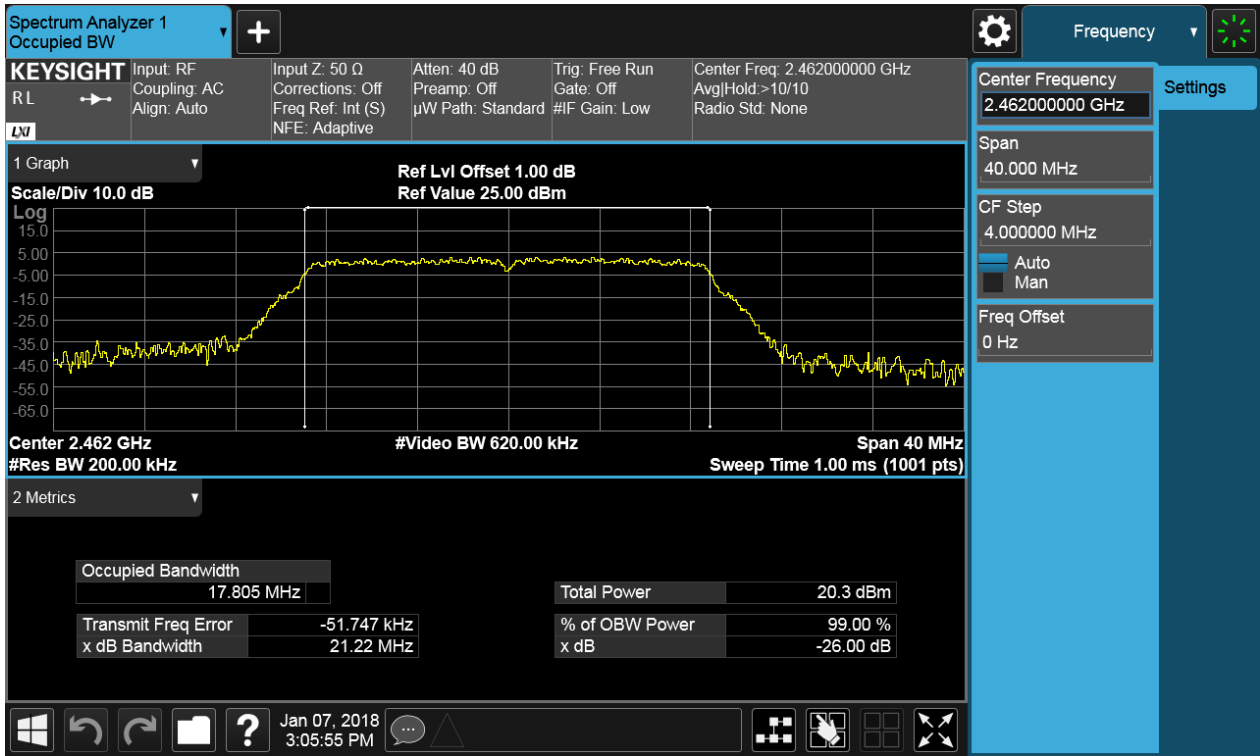 Spectrum Analyzer 1
Occupied BW
Frequency
KEYSIGHT
RL
LXI
Input: RF
Coupling: AC
Align: Auto
Input Z: 50 Ω
Corrections: Off
Freq Ref: Int (S)
NFE: Adaptive
Atten: 40 dB
Preamp: Off
µW Path: Standard
Trig: Free Run
Gate: Off
#IF Gain: Low
Center Freq: 2.462000000 GHz
Avg|Hold:>10/10
Radio Std: None
Center Frequency
2.462000000 GHz
Settings
Span
40.000 MHz
CF Step
4.000000 MHz
Auto
Man
Freq Offset
0 Hz
1 Graph
Scale/Div 10.0 dB
Ref Lvl Offset 1.00 dB
Ref Value 25.00 dBm
Log
15.0
5.00
-5.00
-15.0
-25.0
-35.0
-45.0
-55.0
-65.0
Center 2.462 GHz
#Video BW 620.00 kHz
Span 40 MHz
#Res BW 200.00 kHz
Sweep Time 1.00 ms (1001 pts)
2 Metrics
Occupied Bandwidth
17.805 MHz
Total Power 20.3 dBm
Transmit Freq Error -51.747 kHz
% of OBW Power 99.00 %
x dB Bandwidth 21.22 MHz
x dB -26.00 dB
Jan 07, 2018
3:05:55 PM